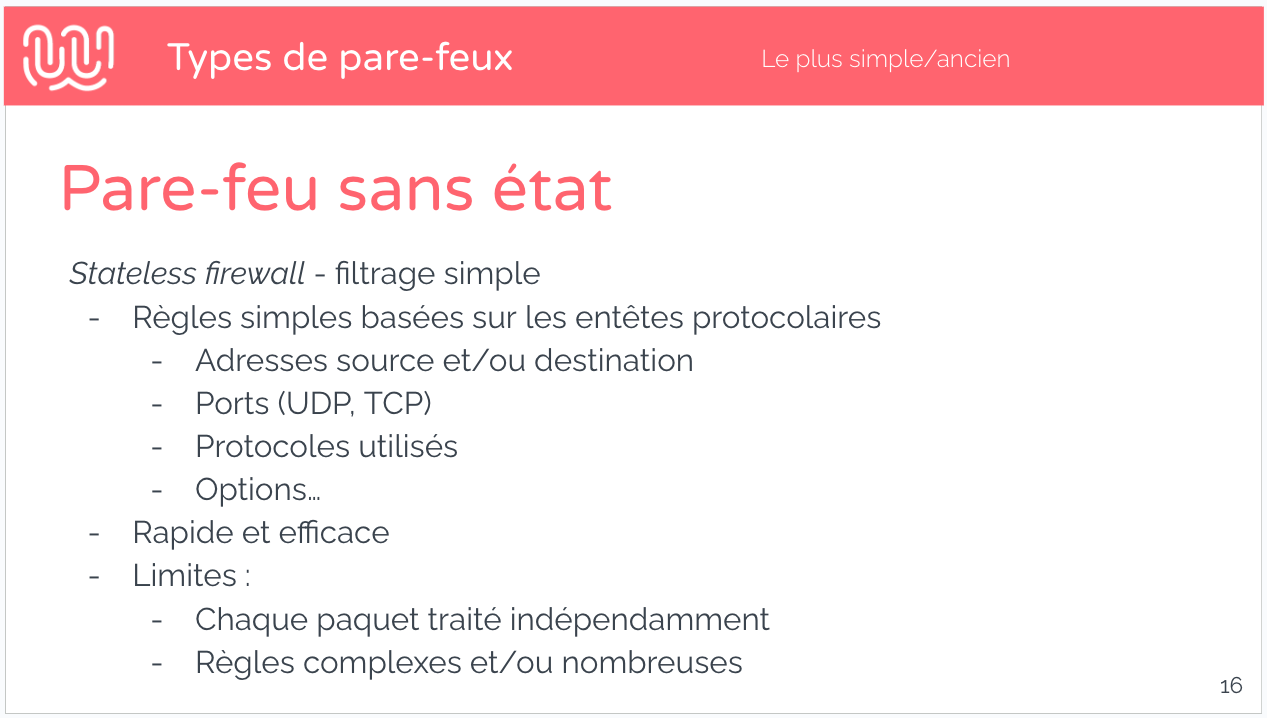 Types de pare-feux
Le plus simple/ancien
Pare-feu sans état
Stateless firewall - filtrage simple
- Règles simples basées sur les entêtes protocolaires
- Adresses source et/ou destination
- Ports (UDP, TCP)
- Protocoles utilisés
- Options…
- Rapide et efficace
- Limites :
- Chaque paquet traité indépendamment
- Règles complexes et/ou nombreuses
16